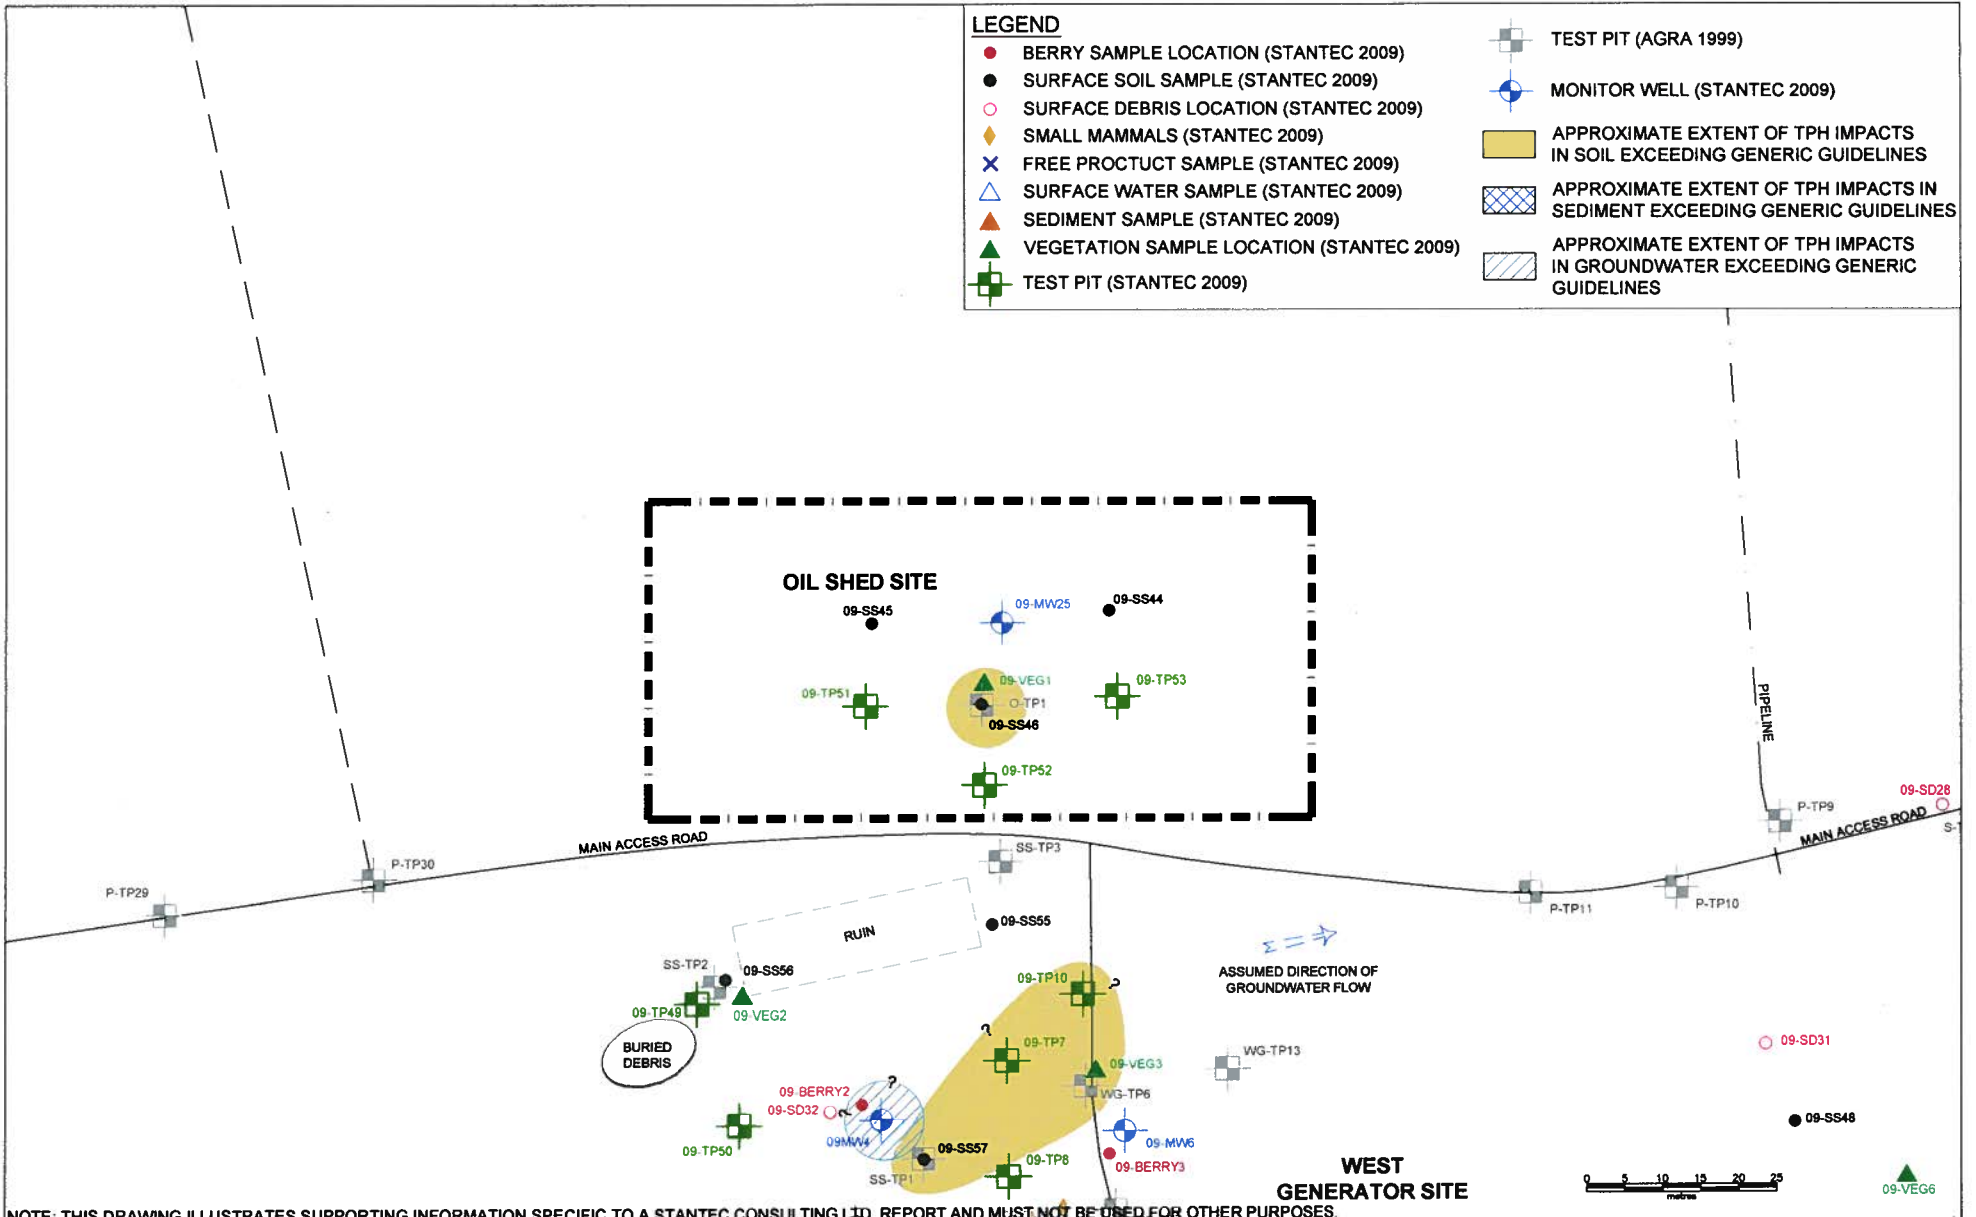 LEGEND
BERRY SAMPLE LOCATION (STANTEC 2009)
SURFACE SOIL SAMPLE (STANTEC 2009)
SURFACE DEBRIS LOCATION (STANTEC 2009)
SMALL MAMMALS (STANTEC 2009)
FREE PROCTUCT SAMPLE (STANTEC 2009)
SURFACE WATER SAMPLE (STANTEC 2009)
SEDIMENT SAMPLE (STANTEC 2009)
VEGETATION SAMPLE LOCATION (STANTEC 2009)
TEST PIT (STANTEC 2009)
TEST PIT (AGRA 1999)
MONITOR WELL (STANTEC 2009)
APPROXIMATE EXTENT OF TPH IMPACTS
IN SOIL EXCEEDING GENERIC GUIDELINES
APPROXIMATE EXTENT OF TPH IMPACTS IN
SEDIMENT EXCEEDING GENERIC GUIDELINES
APPROXIMATE EXTENT OF TPH IMPACTS
IN GROUNDWATER EXCEEDING GENERIC
GUIDELINES
OIL SHED SITE
09-SS45
09-MW25
09-SS44
09-TP51
09-VEG1
O-TP1
09-SS46
09-TP53
09-TP52
PIPELINE
P-TP9
09-SD28
MAIN ACCESS ROAD
S-
MAIN ACCESS ROAD
SS-TP3
P-TP30
P-TP29
P-TP11
P-TP10
RUIN
09-SS55
ASSUMED DIRECTION OF
GROUNDWATER FLOW
SS-TP2
09-SS56
09-TP49
09-VEG2
BURIED
DEBRIS
09-TP10
?
?
09-TP7
09-VEG3
WG-TP6
WG-TP13
09-SD31
09-BERRY2
?
09-SD32
?
09MW4
09-TP50
09-SS57
SS-TP1
09-TP8
09-MW6
09-BERRY3
09-SS48
WEST
GENERATOR SITE
0 5 10 15 20 25
metres
09-VEG6
NOTE: THIS DRAWING ILLUSTRATES SUPPORTING INFORMATION SPECIFIC TO A STANTEC CONSULTING LTD. REPORT AND MUST NOT BE USED FOR OTHER PURPOSES.